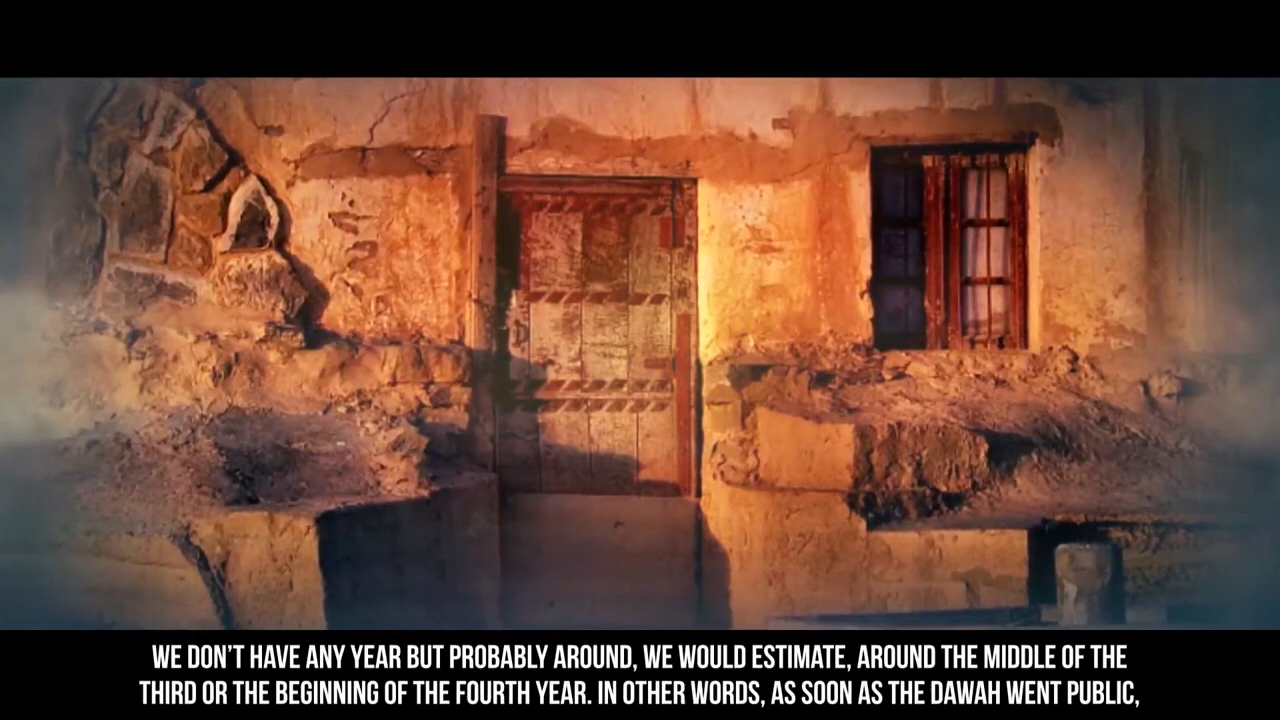 WE DON'T HAVE ANY YEAR BUT PROBABLY AROUND, WE WOULD ESTIMATE, AROUND THE MIDDLE OF THE
THIRD OR THE BEGINNING OF THE FOURTH YEAR. IN OTHER WORDS, AS SOON AS THE DAWAH WENT PUBLIC,